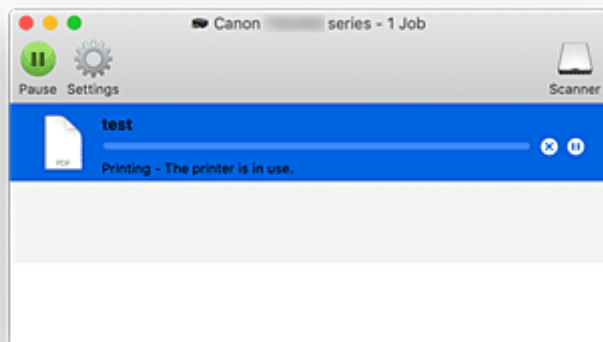 Canon series - 1 Job
Pause Settings
Scanner
test
PDF
Printing - The printer is in use.